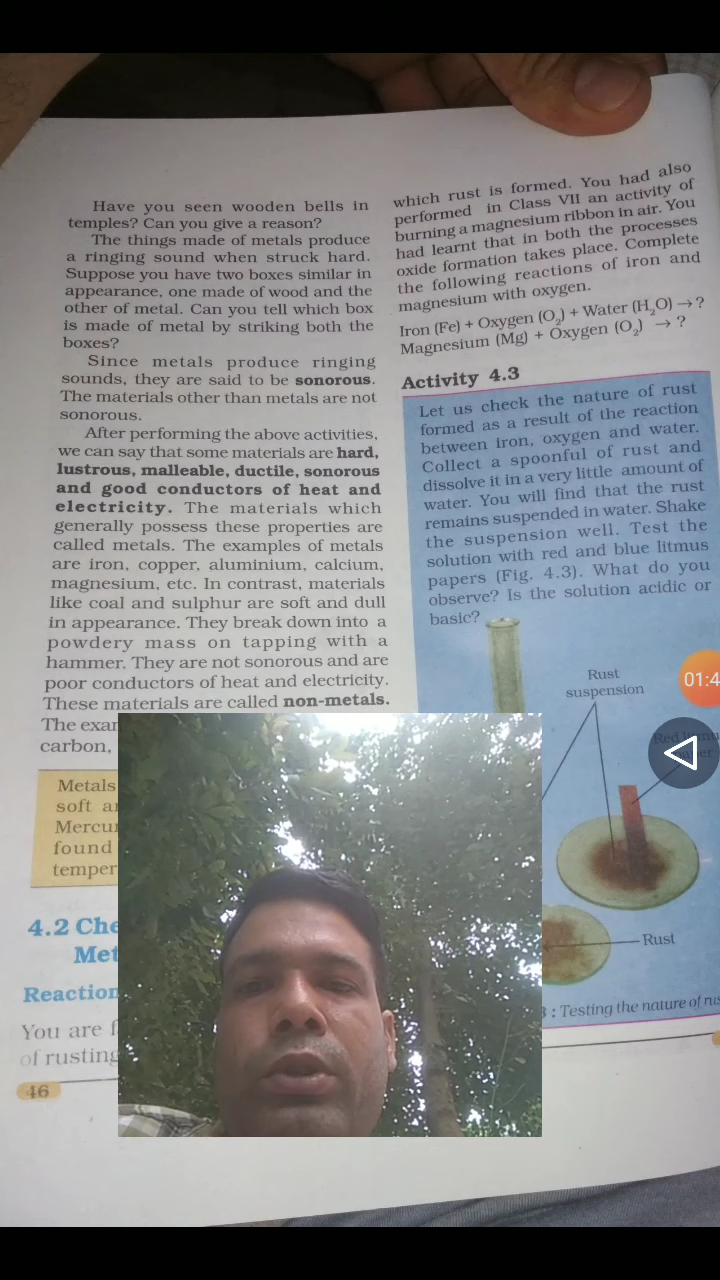 Have you seen wooden bells in
temples? Can you give a reason?
The things made of metals produce
a ringing sound when struck hard.
Suppose you have two boxes similar in
appearance, one made of wood and the
other of metal. Can you tell which box
is made of metal by striking both the
boxes?
Since metals produce ringing
sounds, they are said to be sonorous.
The materials other than metals are not
sonorous.
After performing the above activities,
we can say that some materials are hard,
lustrous, malleable, ductile, sonorous
and good conductors of heat and
electricity. The materials which
generally possess these properties are
called metals. The examples of metals
are iron, copper, aluminium, calcium,
magnesium, etc. In contrast, materials
like coal and sulphur are soft and dull
in appearance. They break down into a
powdery mass on tapping with a
hammer. They are not sonorous and are
poor conductors of heat and electricity.
These materials are called non-metals.
The
carbon,
Metals
soft
found
4.2
Reaction
You are
of rusting
46
which rust is formed. You had also
performed in Class VII an activity of
burning a magnesium ribbon in air. You
had learnt that in both the processes
oxide formation takes place. Complete
the following reactions of iron and
magnesium with oxygen.
Iron (Fe) + Oxygen (O₂) + Water (H₂O) → ?
Magnesium (Mg) + Oxygen (O₂) → ?
Activity 4.3
Let us check the nature of rust
formed as a result of the reaction
between iron, oxygen and water.
Collect a spoonful of rust and
dissolve it in a very little amount of
water. You will find that the rust
remains suspended in water. Shake
the suspension well. Test the
solution with red and blue litmus
papers (Fig. 4.3). What do you
observe? Is the solution acidic or
basic?
Rust
suspension
01:4
Red
Rust
: Testing the nature of